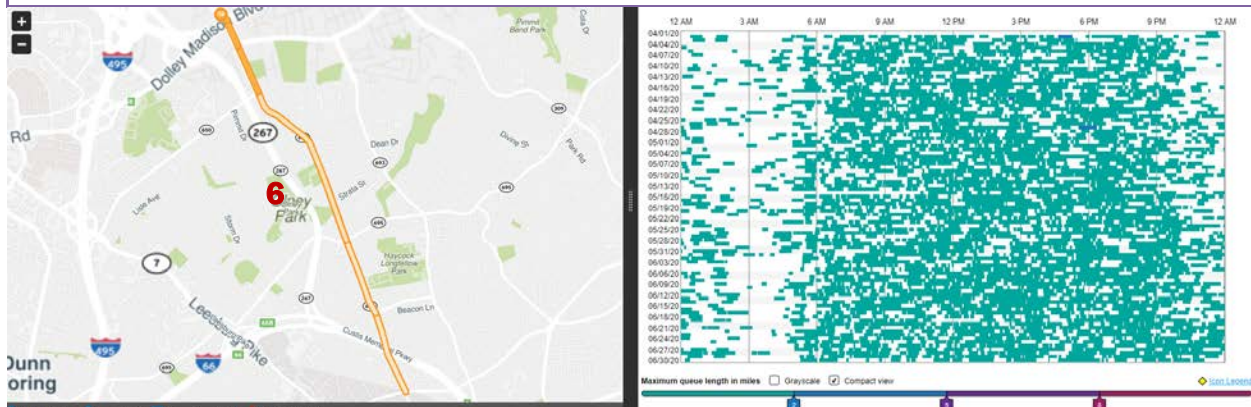 +
−
495
Dolley Madison Blvd
Pimmit
Bend Park
Rd
267
Dean Dr
Park Rd
267
6
Park
Strata St
695
Lisle Ave
Storm Dr
7
Haycock
Longfellow
Park
267
Beacon Ln
Leesburg Pike
Custis Memorial Pkwy
495
66
Dunn
oring
12 AM 3 AM 6 AM 9 AM 12 PM 3 PM 6 PM 9 PM 12 AM
04/01/20
04/04/20
04/07/20
04/10/20
04/13/20
04/16/20
04/19/20
04/22/20
04/25/20
04/28/20
05/01/20
05/04/20
05/07/20
05/10/20
05/13/20
05/16/20
05/19/20
05/22/20
05/25/20
05/28/20
05/31/20
06/03/20
06/06/20
06/09/20
06/12/20
06/15/20
06/18/20
06/21/20
06/24/20
06/27/20
06/30/20
Maximum queue length in miles Grayscale Compact view Icon Legend